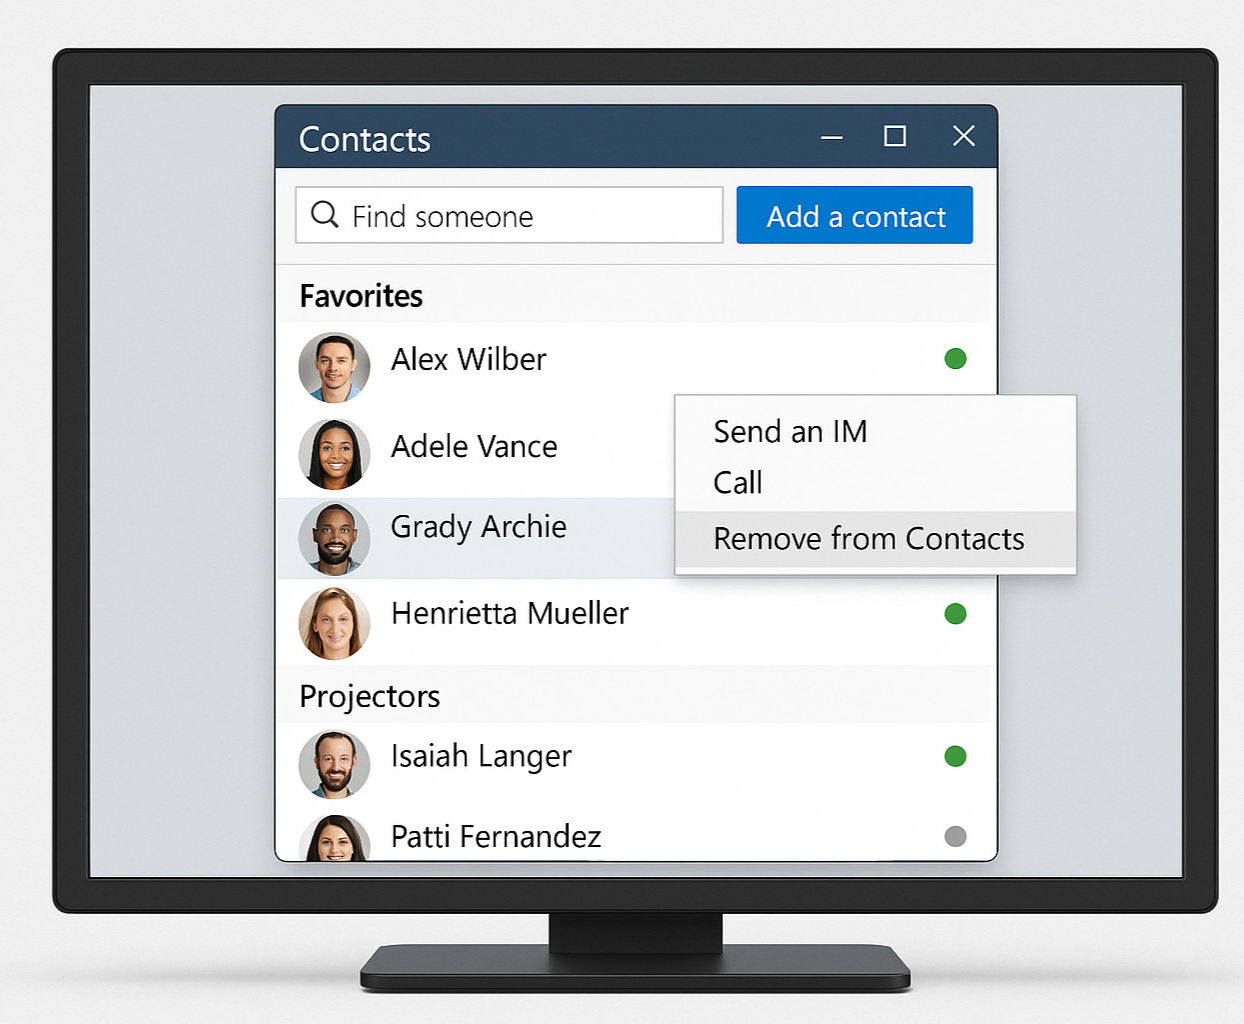 Contacts
Find someone
Add a contact
Favorites
Alex Wilber
Adele Vance
Grady Archie
Henrietta Mueller
Send an IM
Call
Remove from Contacts
Projectors
Isaiah Langer
Patti Fernandez